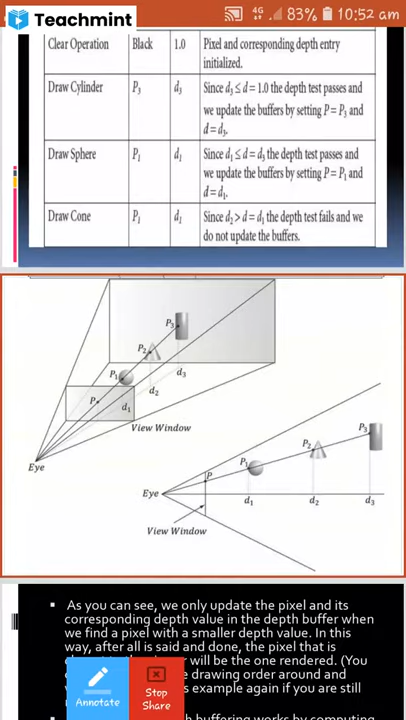 Teachmint
4G
83%
10:52 am
Clear Operation Black 1.0 Pixel and corresponding depth entry
initialized.
Draw Cylinder P3 d3 Since d3 ≤ d = 1.0 the depth test passes and
we update the buffers by setting P = P3 and
d = d3.
Draw Sphere P1 d1 Since d1 ≤ d = d3 the depth test passes and
we update the buffers by setting P = P1 and
d = d1.
Draw Cone P1 d1 Since d2 > d = d1 the depth test fails and we
do not update the buffers.
P3
P2
P1
d3
d2
P
d1
View Window
Eye
P3
P2
P1
P
Eye
d1
d2
d3
View Window
As you can see, we only update the pixel and its
corresponding depth value in the depth buffer when
we find a pixel with a smaller depth value. In this
way, after all is said and done, the pixel that is
will be the one rendered. (You
drawing order around and
example again if you are still
buffering works by computing
Annotate
Stop
Share